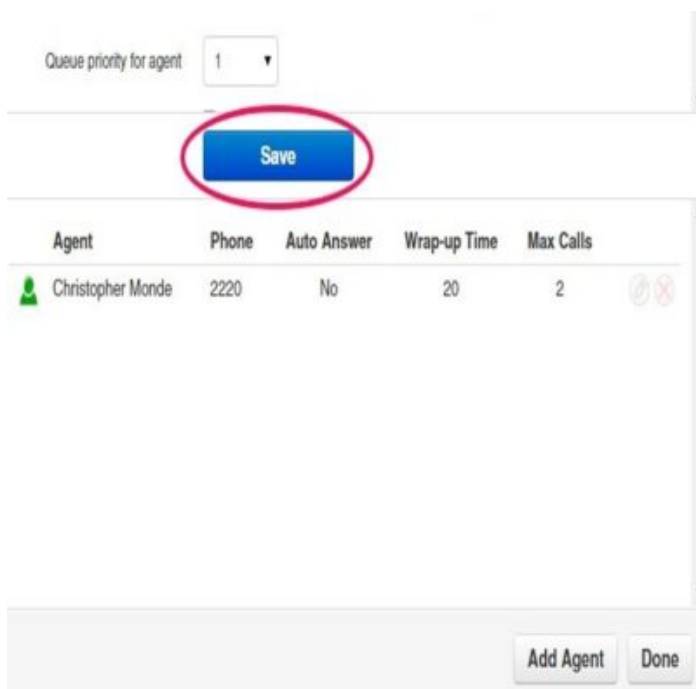 Queue priority for agent 1
Save
Agent Phone Auto Answer Wrap-up Time Max Calls
Christopher Monde 2220 No 20 2
Add Agent Done